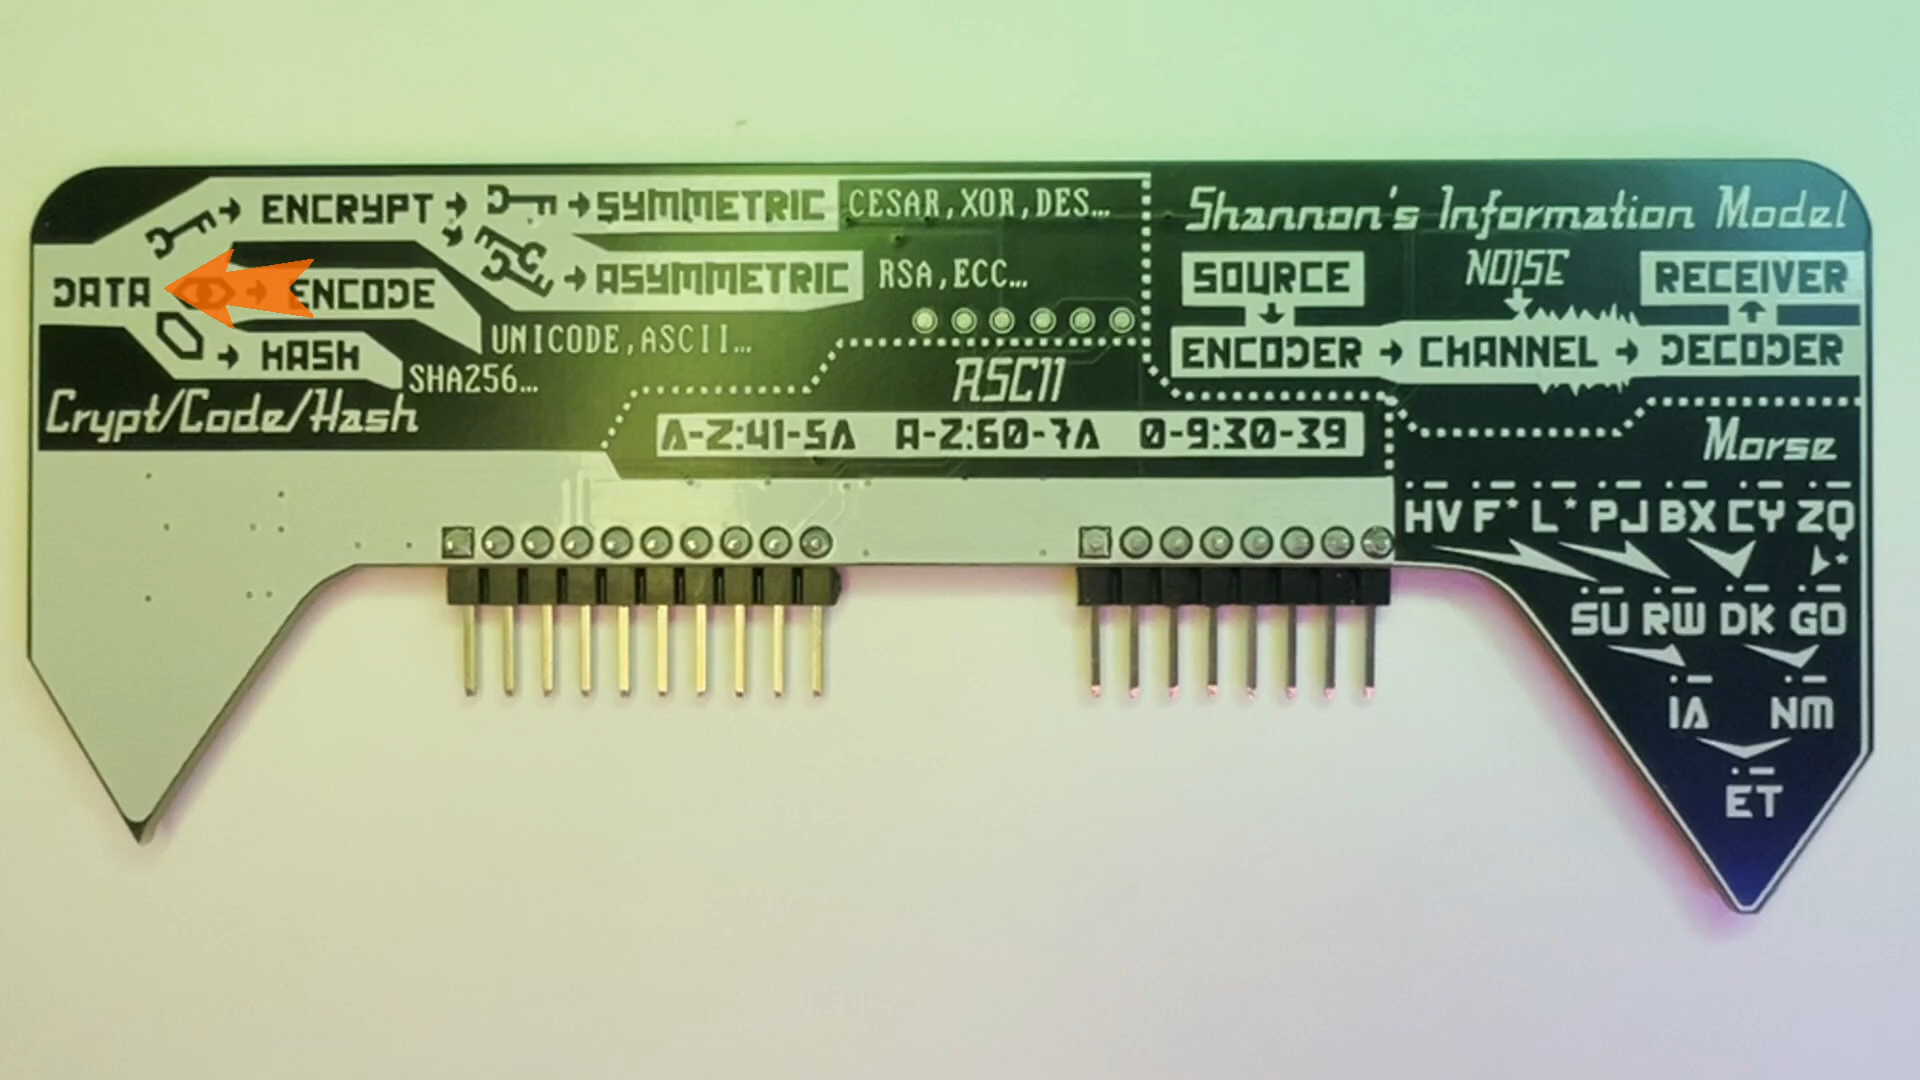 ENCRYPT SYMMETRIC CESAR,XOR,DES...
DATA ENCODE ASYMMETRIC RSA,ECC...
UNICODE,ASCII...
HASH SHA256...
Crypt/Code/Hash
ASCII
A-Z:41-5A A-Z:60-7A 0-9:30-39
Shannon's Information Model
SOURCE NOISE RECEIVER
ENCODER CHANNEL DECODER
Morse
HV F* L* PJ BX CY ZQ
SU RW DK GO
IA NM
ET